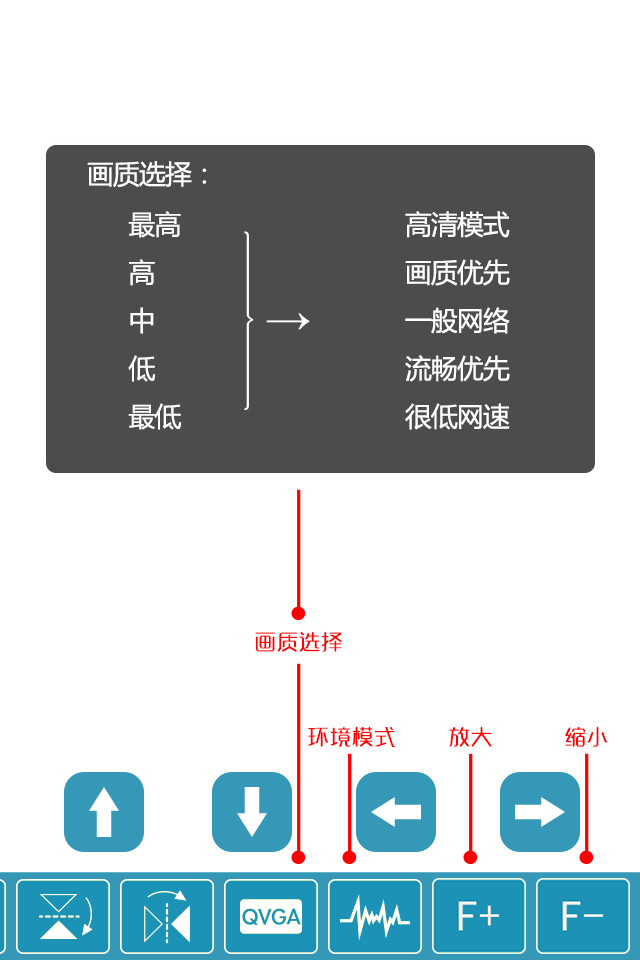 画质选择：
最高 高清模式
高 画质优先
中 一般网络
低 流畅优先
最低 很低网速
画质选择
环境模式 放大 缩小
QVGA F+ F−